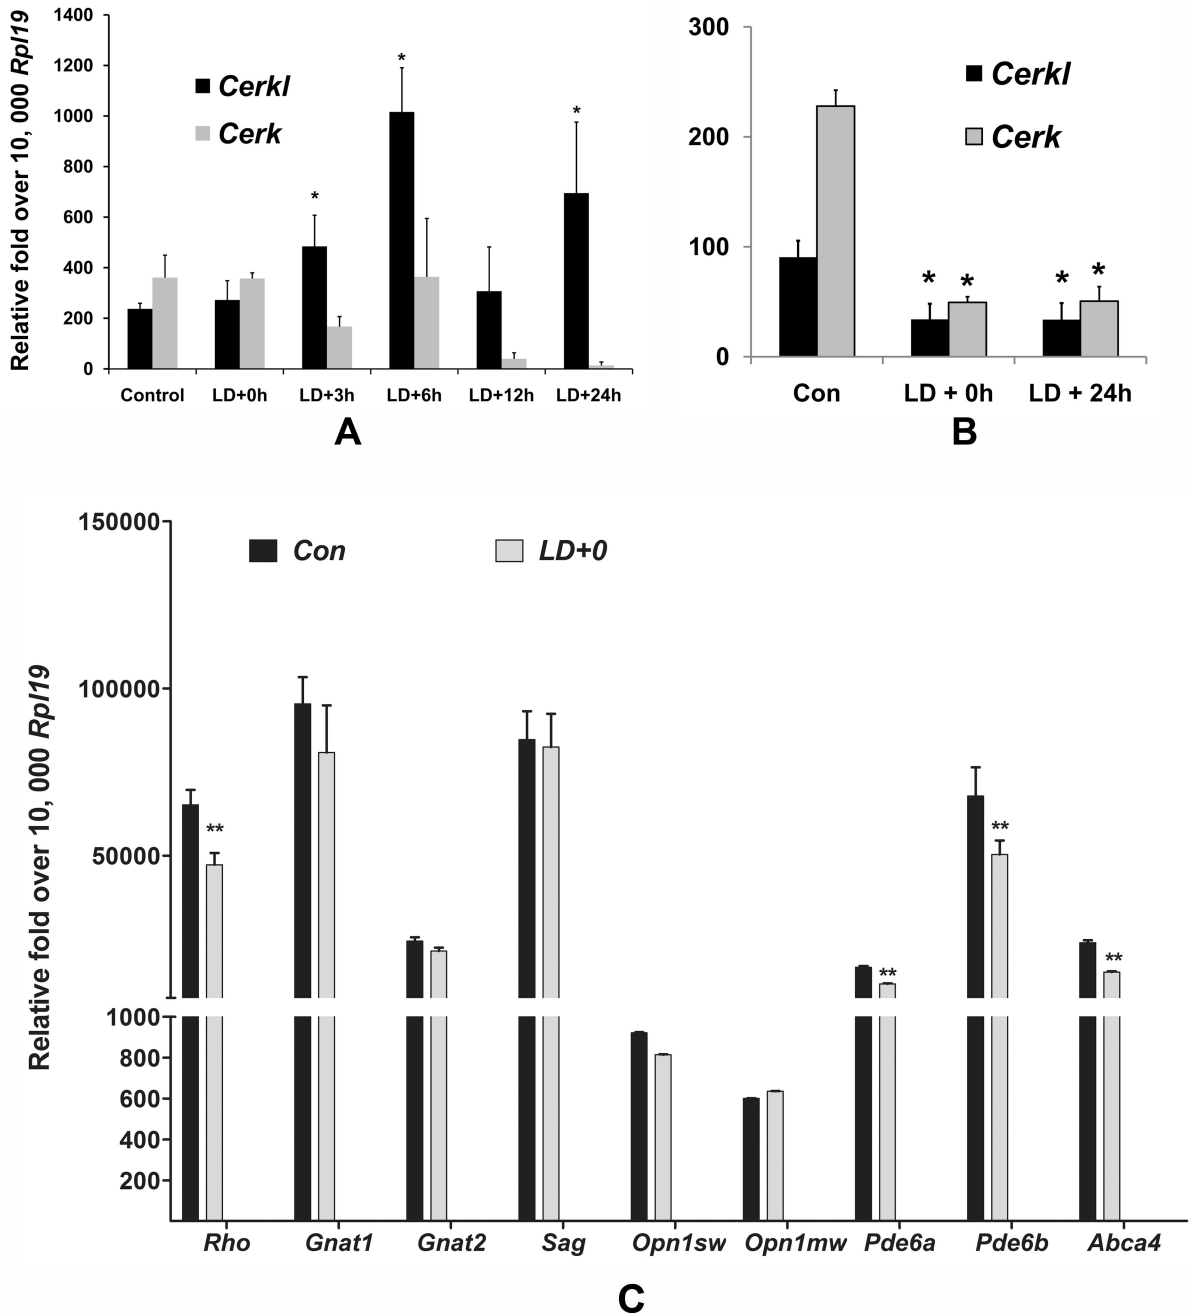 Relative fold over 10, 000 Rpl19
1400
1200
1000
800
600
400
200
0
Cerkl
Cerk
*
*
*
Control LD+0h LD+3h LD+6h LD+12h LD+24h
A
300
200
100
0
Cerkl
Cerk
* * * *
Con LD + 0h LD + 24h
B
Relative fold over 10, 000 Rpl19
150000
100000
50000
1000
800
600
400
200
Con LD+0
**
**
**
**
Rho Gnat1 Gnat2 Sag Opn1sw Opn1mw Pde6a Pde6b Abca4
C